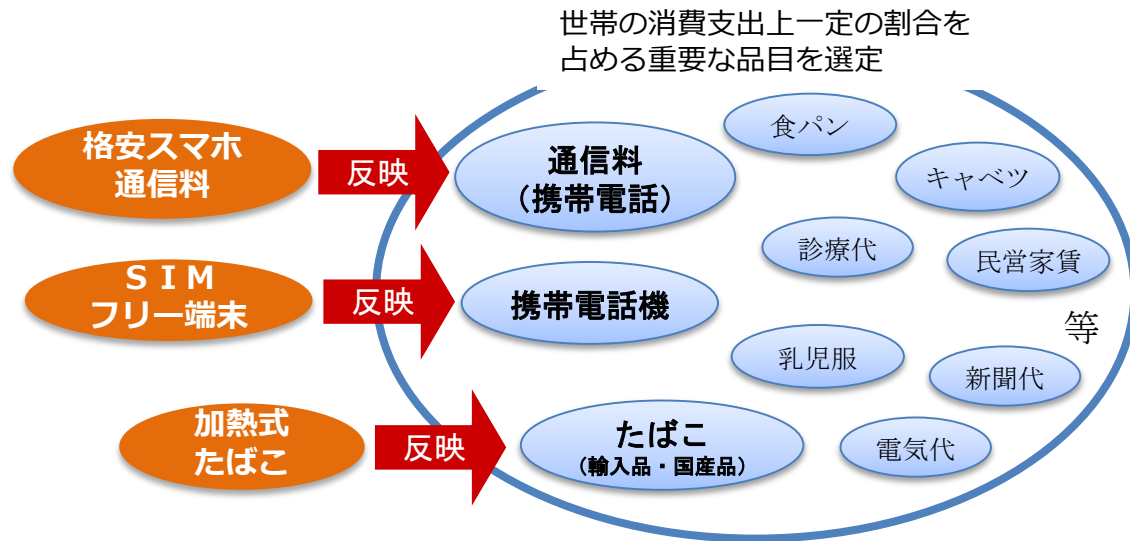 世帯の消費支出上一定の割合を
占める重要な品目を選定
格安スマホ
通信料
反映
通信料
（携帯電話）
食パン
キャベツ
診療代
民営家賃
ＳＩＭ
フリー端末
反映
携帯電話機
等
乳児服
新聞代
加熱式
たばこ
反映
たばこ
（輸入品・国産品）
電気代